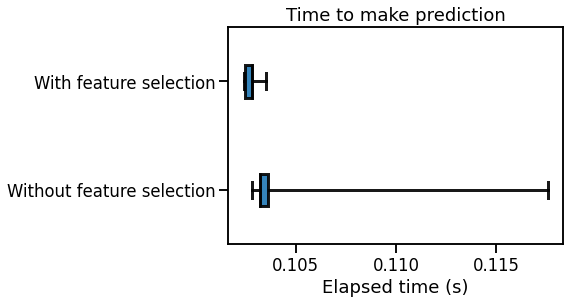 Time to make prediction
With feature selection
Without feature selection
0.105 0.110 0.115
Elapsed time (s)